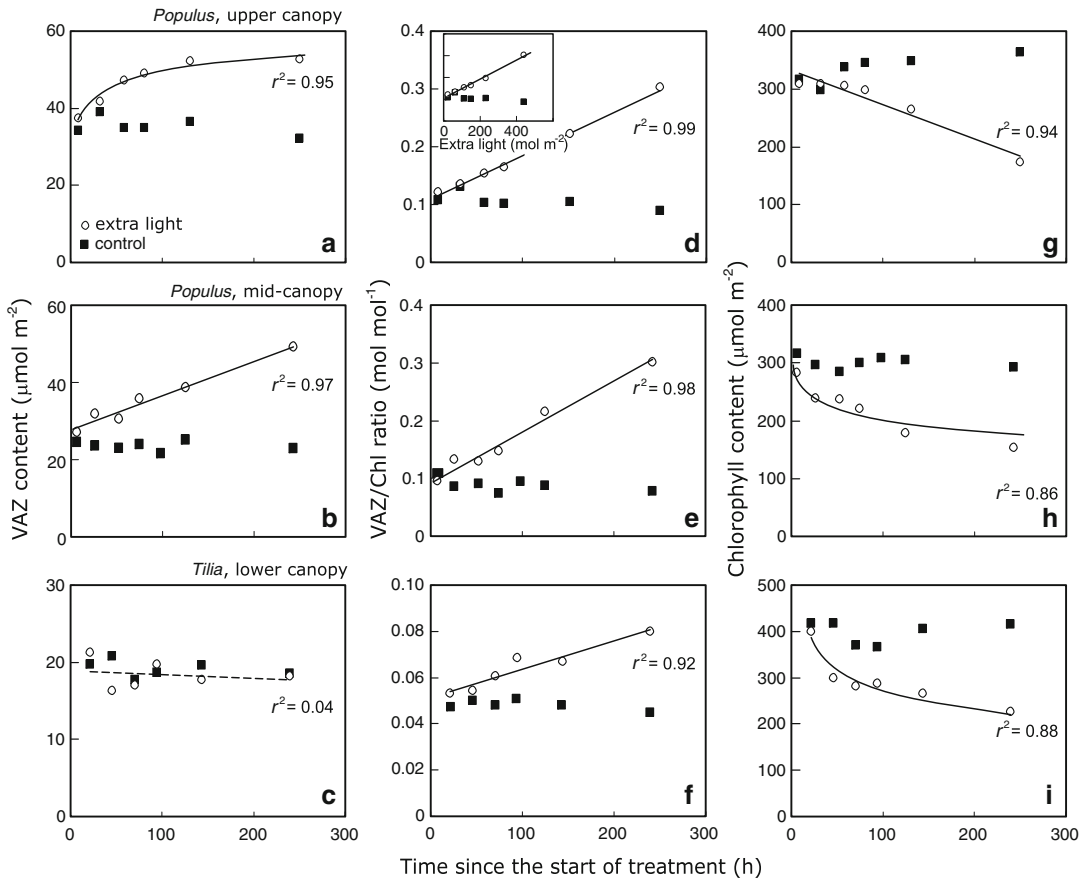 Populus, upper canopy
60
40
20
0
r² = 0.95
extra light
control
a
0.4
0.3
0.2
0.1
0
0
200
400
Extra light (mol m⁻²)
r² = 0.99
d
400
300
200
100
0
r² = 0.94
g
Populus, mid-canopy
60
40
20
0
r² = 0.97
b
VAZ content (μmol m⁻²)
0.4
0.3
0.2
0.1
0
r² = 0.98
e
VAZ/Chl ratio (mol mol⁻¹)
400
300
200
100
0
r² = 0.86
h
Chlorophyll content (μmol m⁻²)
Tilia, lower canopy
30
20
10
0
r² = 0.04
c
0 100 200 300
0.10
0.08
0.06
0.04
0.02
0
r² = 0.92
f
0 100 200 300
500
400
300
200
100
0
r² = 0.88
i
0 100 200 300
Time since the start of treatment (h)